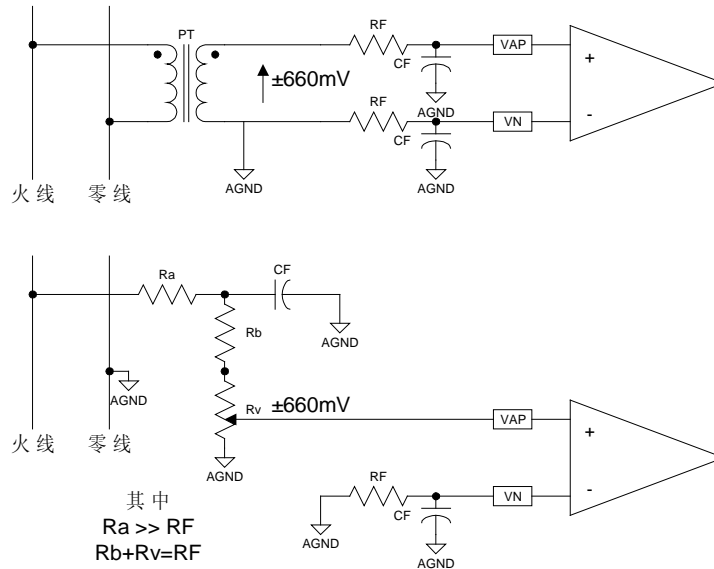 PT
RF
CF
VAP
+
±660mV
AGND
RF
CF
VN
-
AGND
AGND
火线
零线
Ra
CF
AGND
Rb
AGND
Rv
±660mV
VAP
+
火线
零线
AGND
RF
CF
VN
-
AGND
AGND
其中
Ra >> RF
Rb+Rv=RF